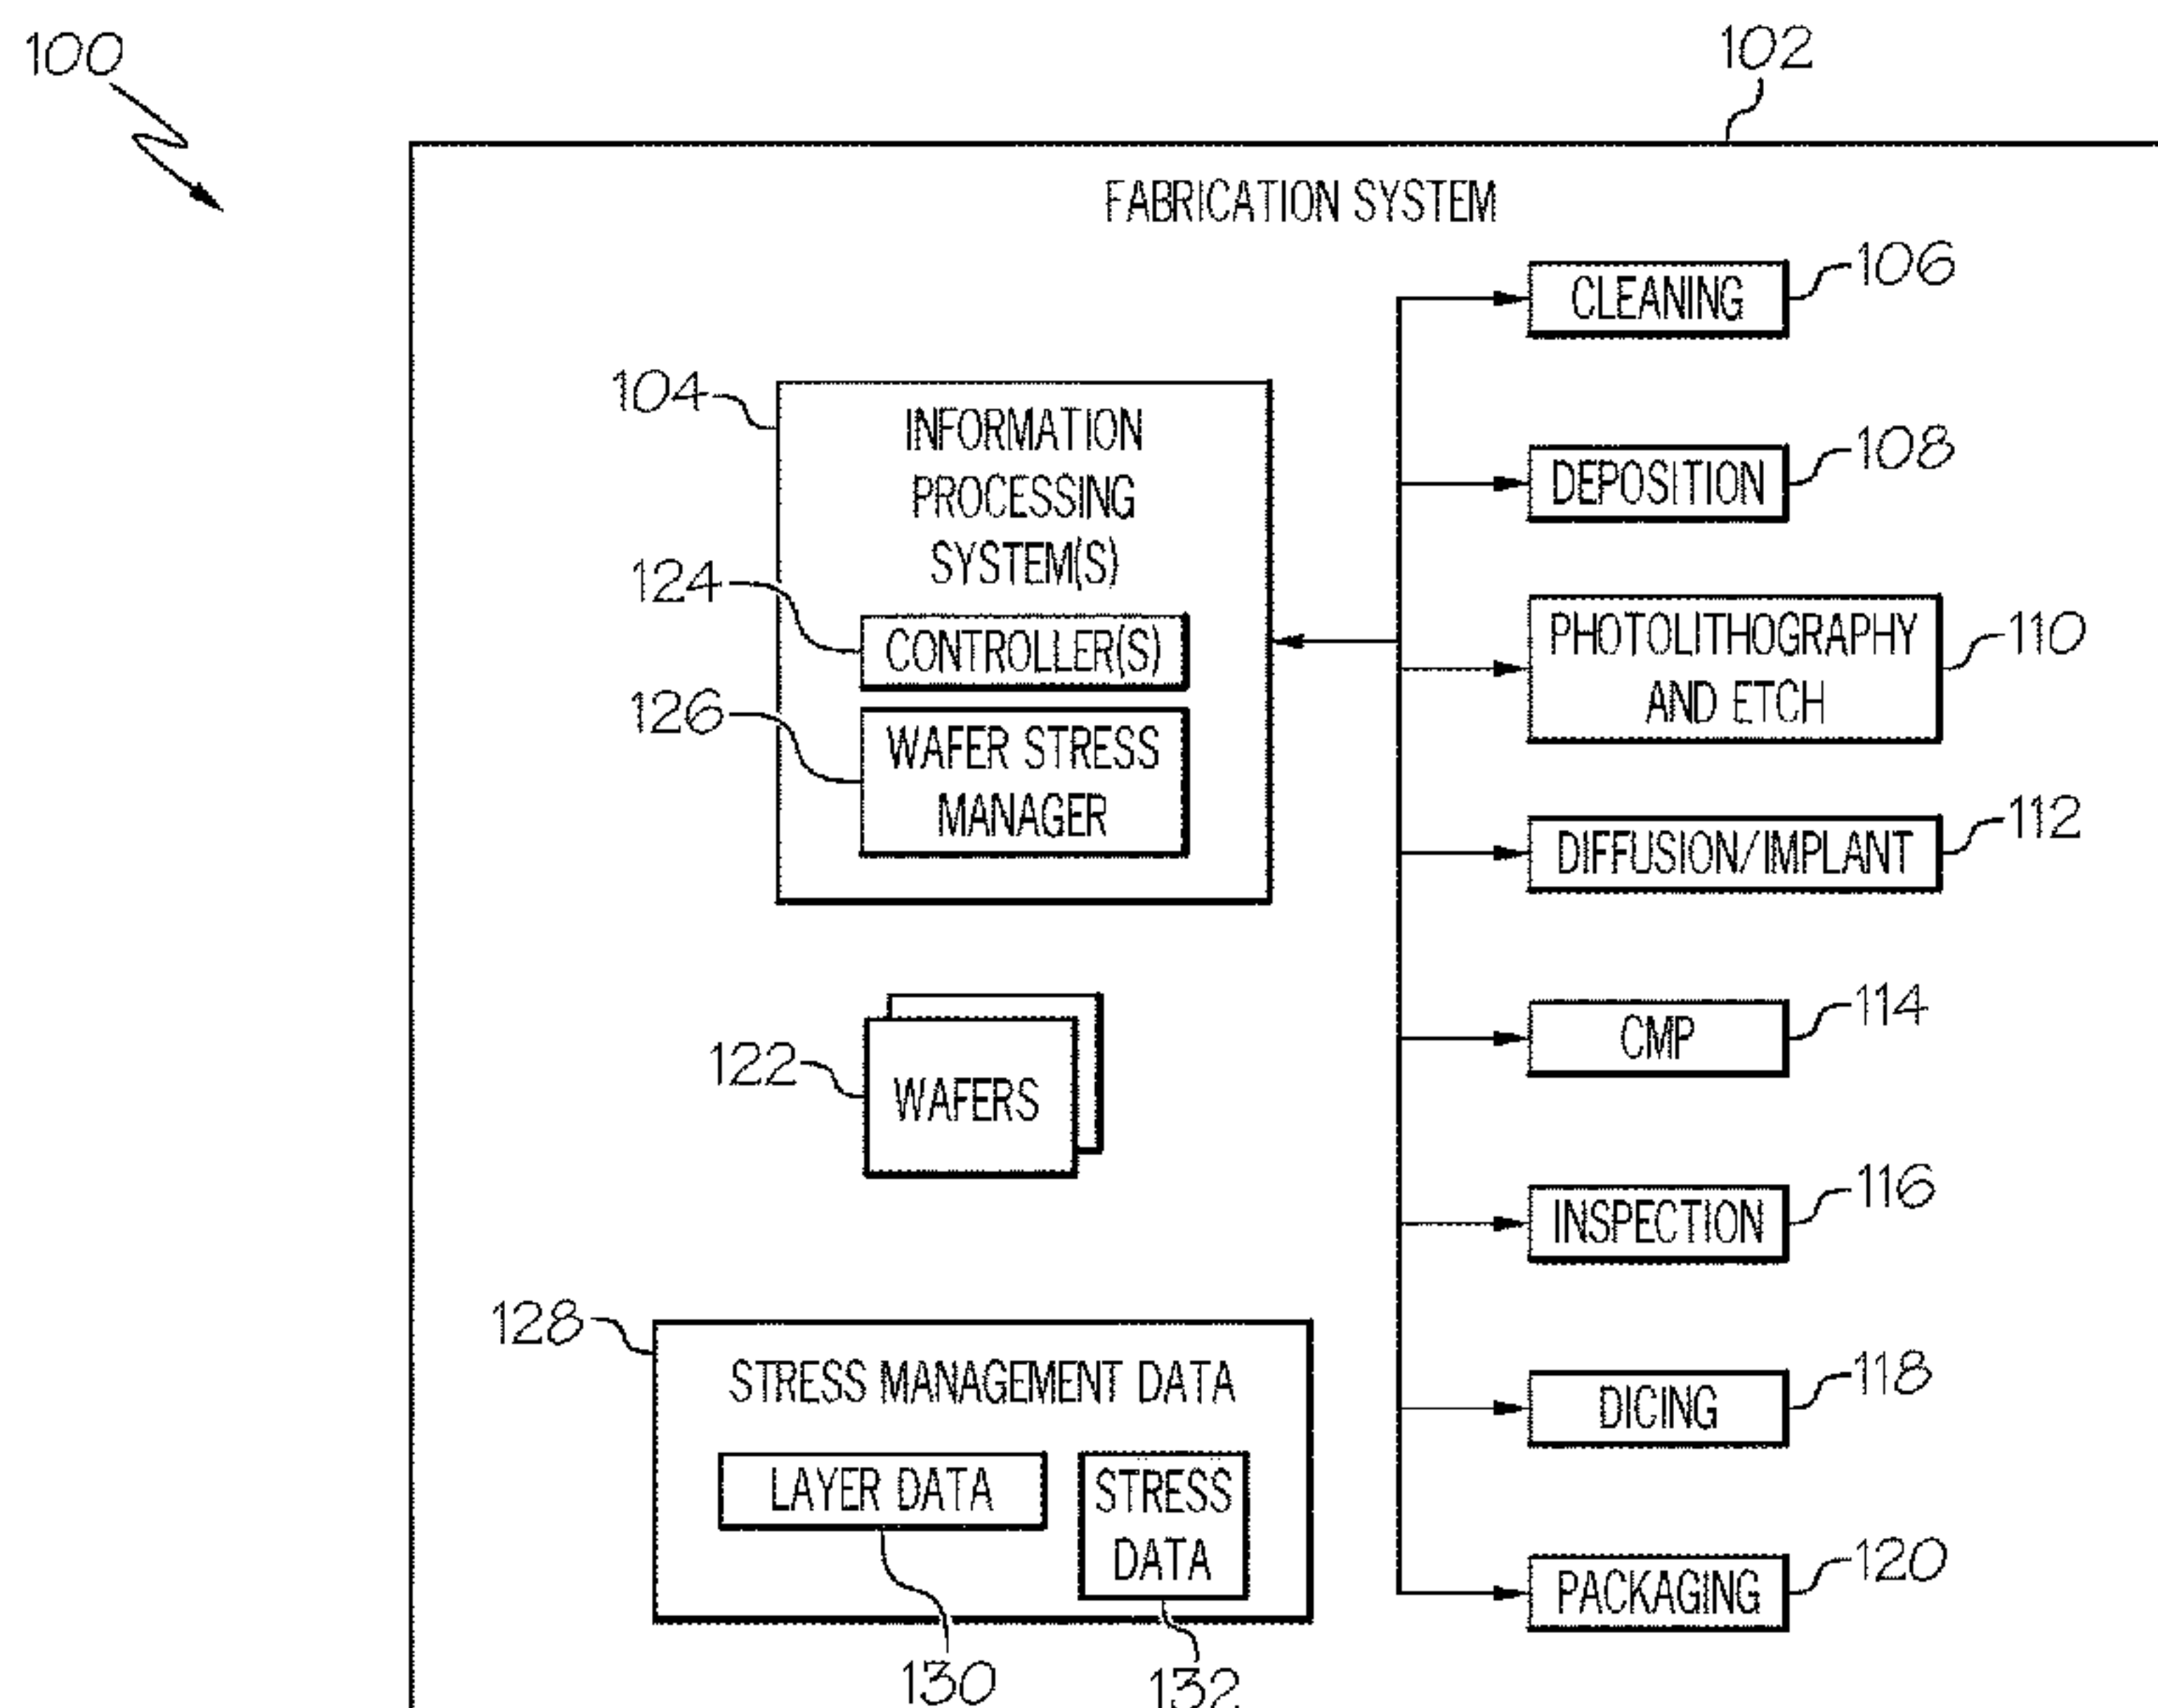 100
102
FABRICATION SYSTEM
104
INFORMATION
PROCESSING
SYSTEM(S)
124
CONTROLLER(S)
126
WAFER STRESS
MANAGER
122
WAFERS
128
STRESS MANAGEMENT DATA
LAYER DATA
STRESS
DATA
130
132
CLEANING
106
DEPOSITION
108
PHOTOLITHOGRAPHY
AND ETCH
110
DIFFUSION/IMPLANT
112
CMP
114
INSPECTION
116
DICING
118
PACKAGING
120